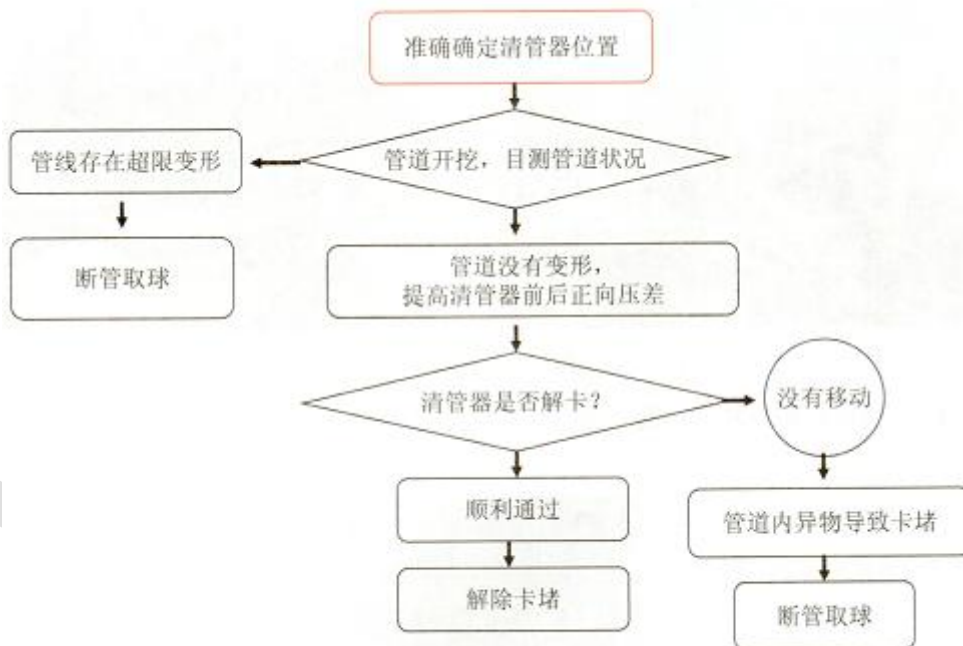 准确确定清管器位置
管道开挖，目测管道状况
管线存在超限变形
断管取球
管道没有变形，
提高清管器前后正向压差
清管器是否解卡？
没有移动
顺利通过
管道内异物导致卡堵
解除卡堵
断管取球